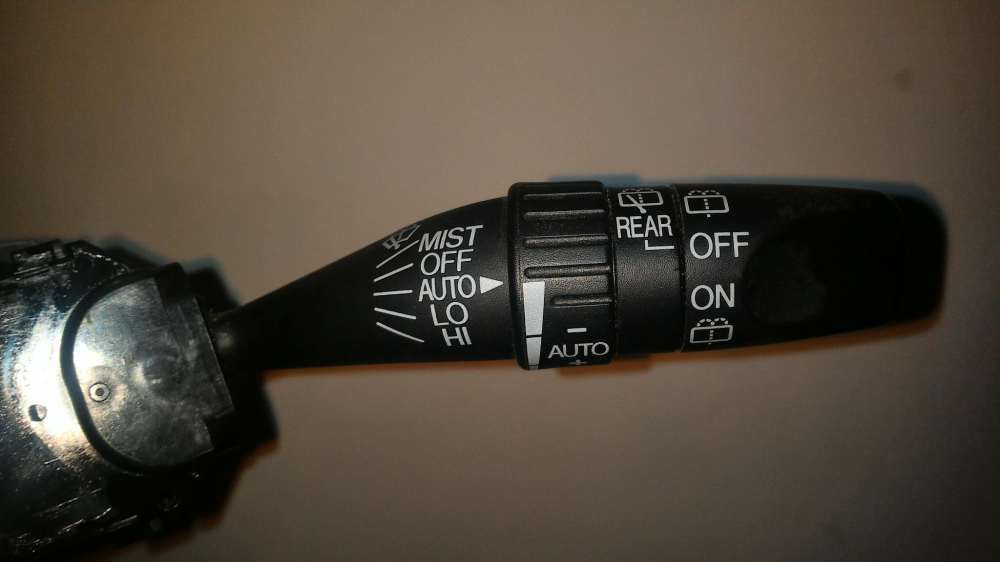 MIST
OFF
AUTO
LO
HI
-
AUTO
+
REAR
OFF
ON